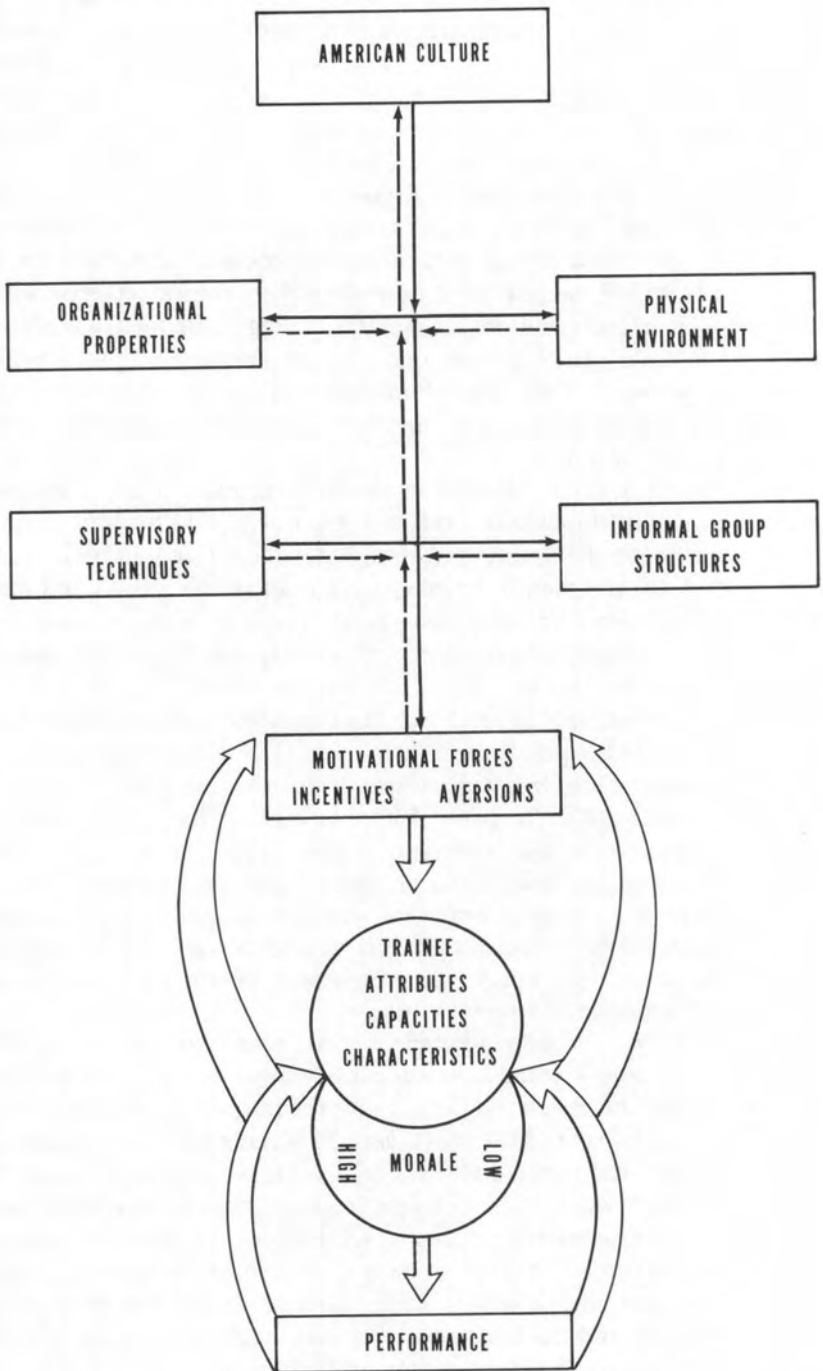 AMERICAN CULTURE
ORGANIZATIONAL
PROPERTIES
PHYSICAL
ENVIRONMENT
SUPERVISORY
TECHNIQUES
INFORMAL GROUP
STRUCTURES
MOTIVATIONAL FORCES
INCENTIVES AVERSIONS
TRAINEE
ATTRIBUTES
CAPACITIES
CHARACTERISTICS
HIGH MORALE LOW
PERFORMANCE